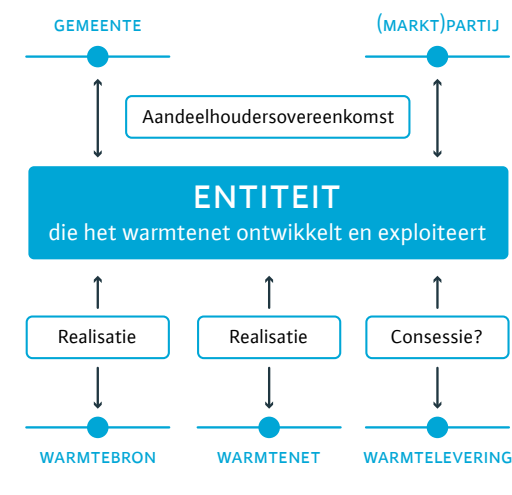 GEMEENTE
(MARKT)PARTIJ
Aandeelhoudersovereenkomst
ENTITEIT
die het warmtenet ontwikkelt en exploiteert
Realisatie
Realisatie
Consessie?
WARMTEBRON
WARMTENET
WARMTELEVERING